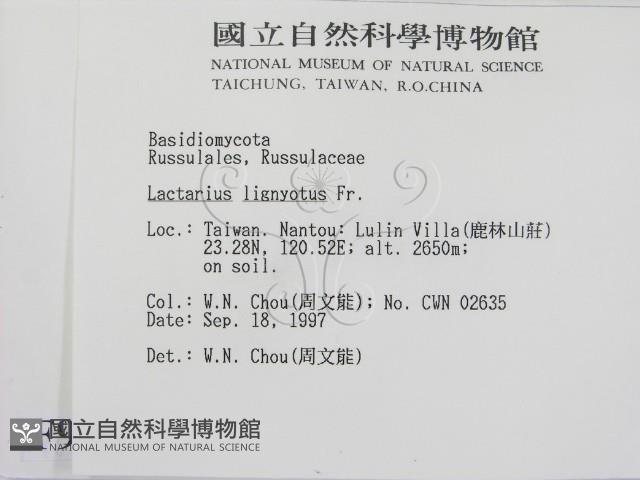 國立自然科學博物館
NATIONAL MUSEUM OF NATURAL SCIENCE
TAICHUNG, TAIWAN, R.O.CHINA
Basidiomycota
Russulales, Russulaceae
Lactarius lignyotus Fr.
Loc.: Taiwan. Nantou: Lulin Villa(鹿林山莊)
23.28N, 120.52E; alt. 2650m;
on soil.
Col.: W.N. Chou(周文能); No. CWN 02635
Date: Sep. 18, 1997
Det.: W.N. Chou(周文能)
國立自然科學博物館
NATIONAL MUSEUM OF NATURAL SCIENCE